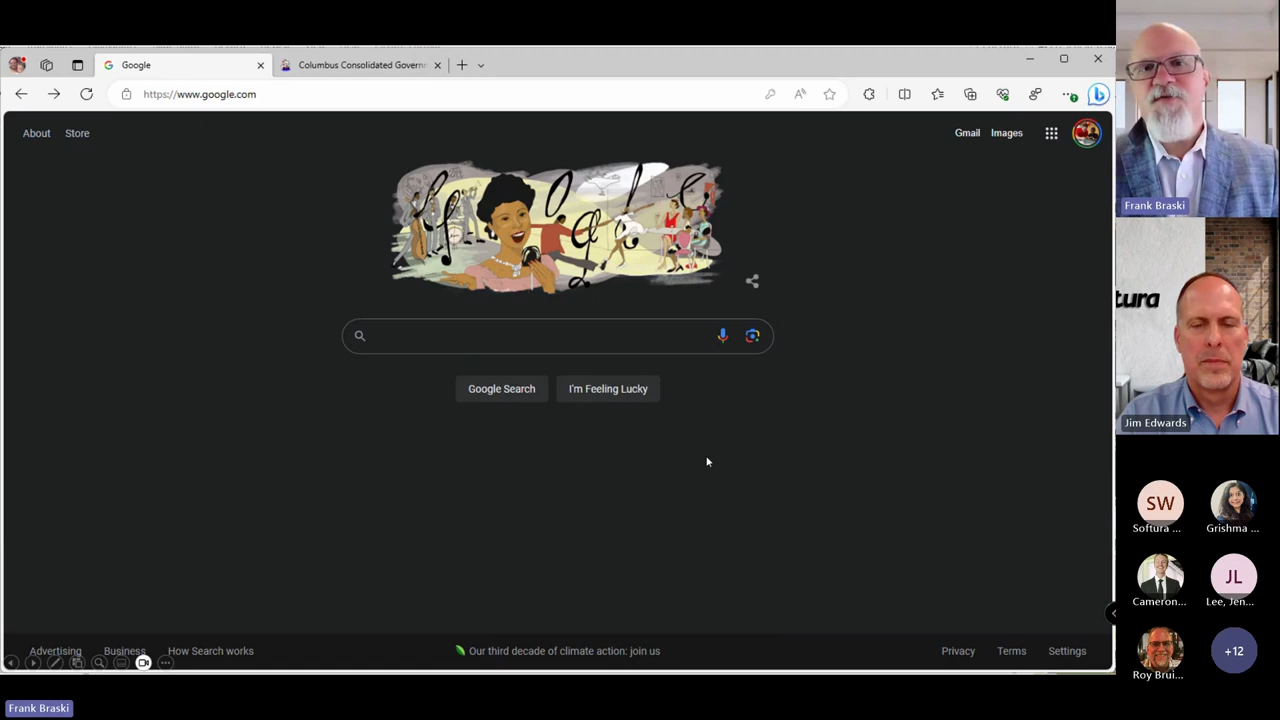 Google
Columbus Consolidated Govern
https://www.google.com
About
Store
Gmail
Images
Google Search
I'm Feeling Lucky
Advertising
Business
How Search works
Our third decade of climate action: join us
Privacy
Terms
Settings
Frank Braski
tura
Jim Edwards
SW
Softura ...
Grishma ...
Cameron...
JL
Lee, Jen...
Roy Brui...
+12
Frank Braski